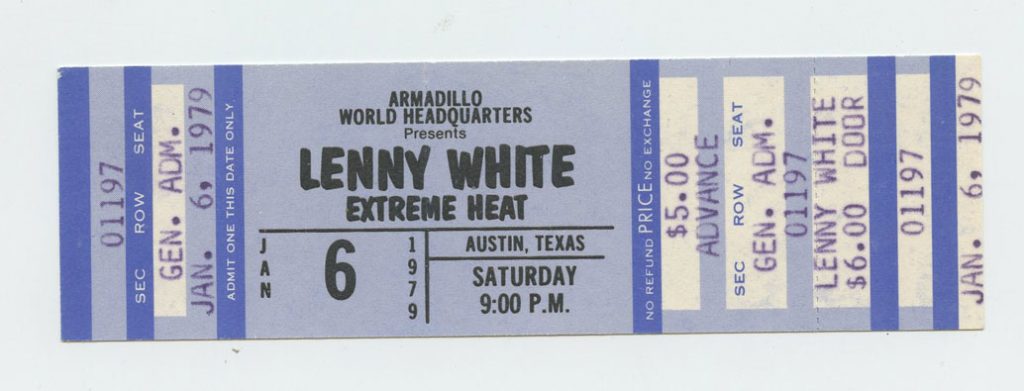 01197
SEC ROW SEAT
GEN. ADM.
JAN. 6, 1979
ADMIT ONE THIS DATE ONLY
ARMADILLO
WORLD HEADQUARTERS
Presents
LENNY WHITE
EXTREME HEAT
JAN
6
1979
AUSTIN, TEXAS
SATURDAY
9:00 P.M.
NO REFUND PRICE NO EXCHANGE
$5.00
ADVANCE
SEC ROW SEAT
GEN. ADM.
01197
LENNY WHITE
$6.00 DOOR
01197
JAN. 6, 1979